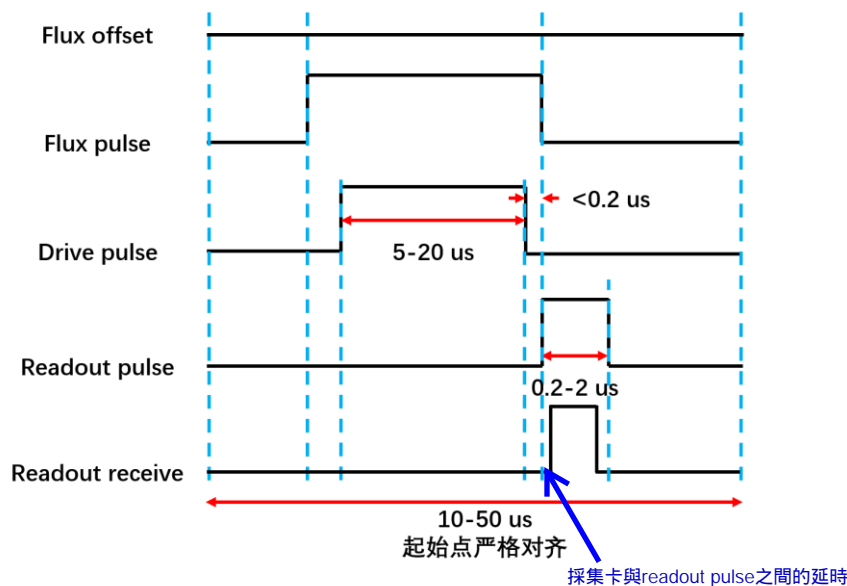 Flux offset
Flux pulse
<0.2 us
Drive pulse
5-20 us
Readout pulse
0.2-2 us
Readout receive
10-50 us
起始点严格对齐
採集卡與readout pulse之間的延時